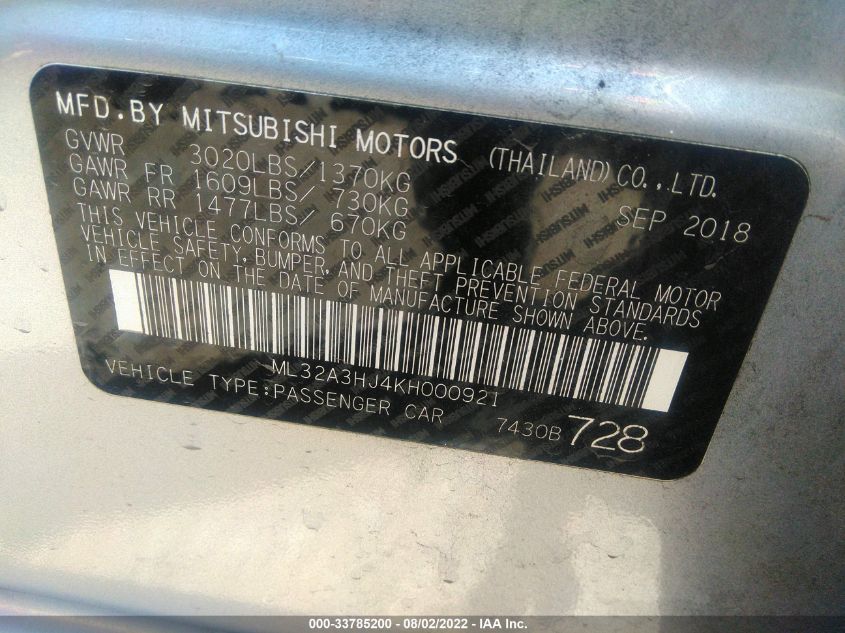 MFD.BY MITSUBISHI MOTORS (THAILAND)CO.,LTD.
GVWR 3020LBS/1370KG
GAWR FR 1609LBS/ 730KG SEP 2018
GAWR RR 1477LBS/ 670KG
THIS VEHICLE CONFORMS TO ALL APPLICABLE FEDERAL MOTOR
VEHICLE SAFETY, BUMPER, AND THEFT PREVENTION STANDARDS
IN EFFECT ON THE DATE OF MANUFACTURE SHOWN ABOVE.
ML32A3HJ4KH000921
VEHICLE TYPE:PASSENGER CAR 7430B 728
000-33785200 - 08/02/2022 - IAA Inc.